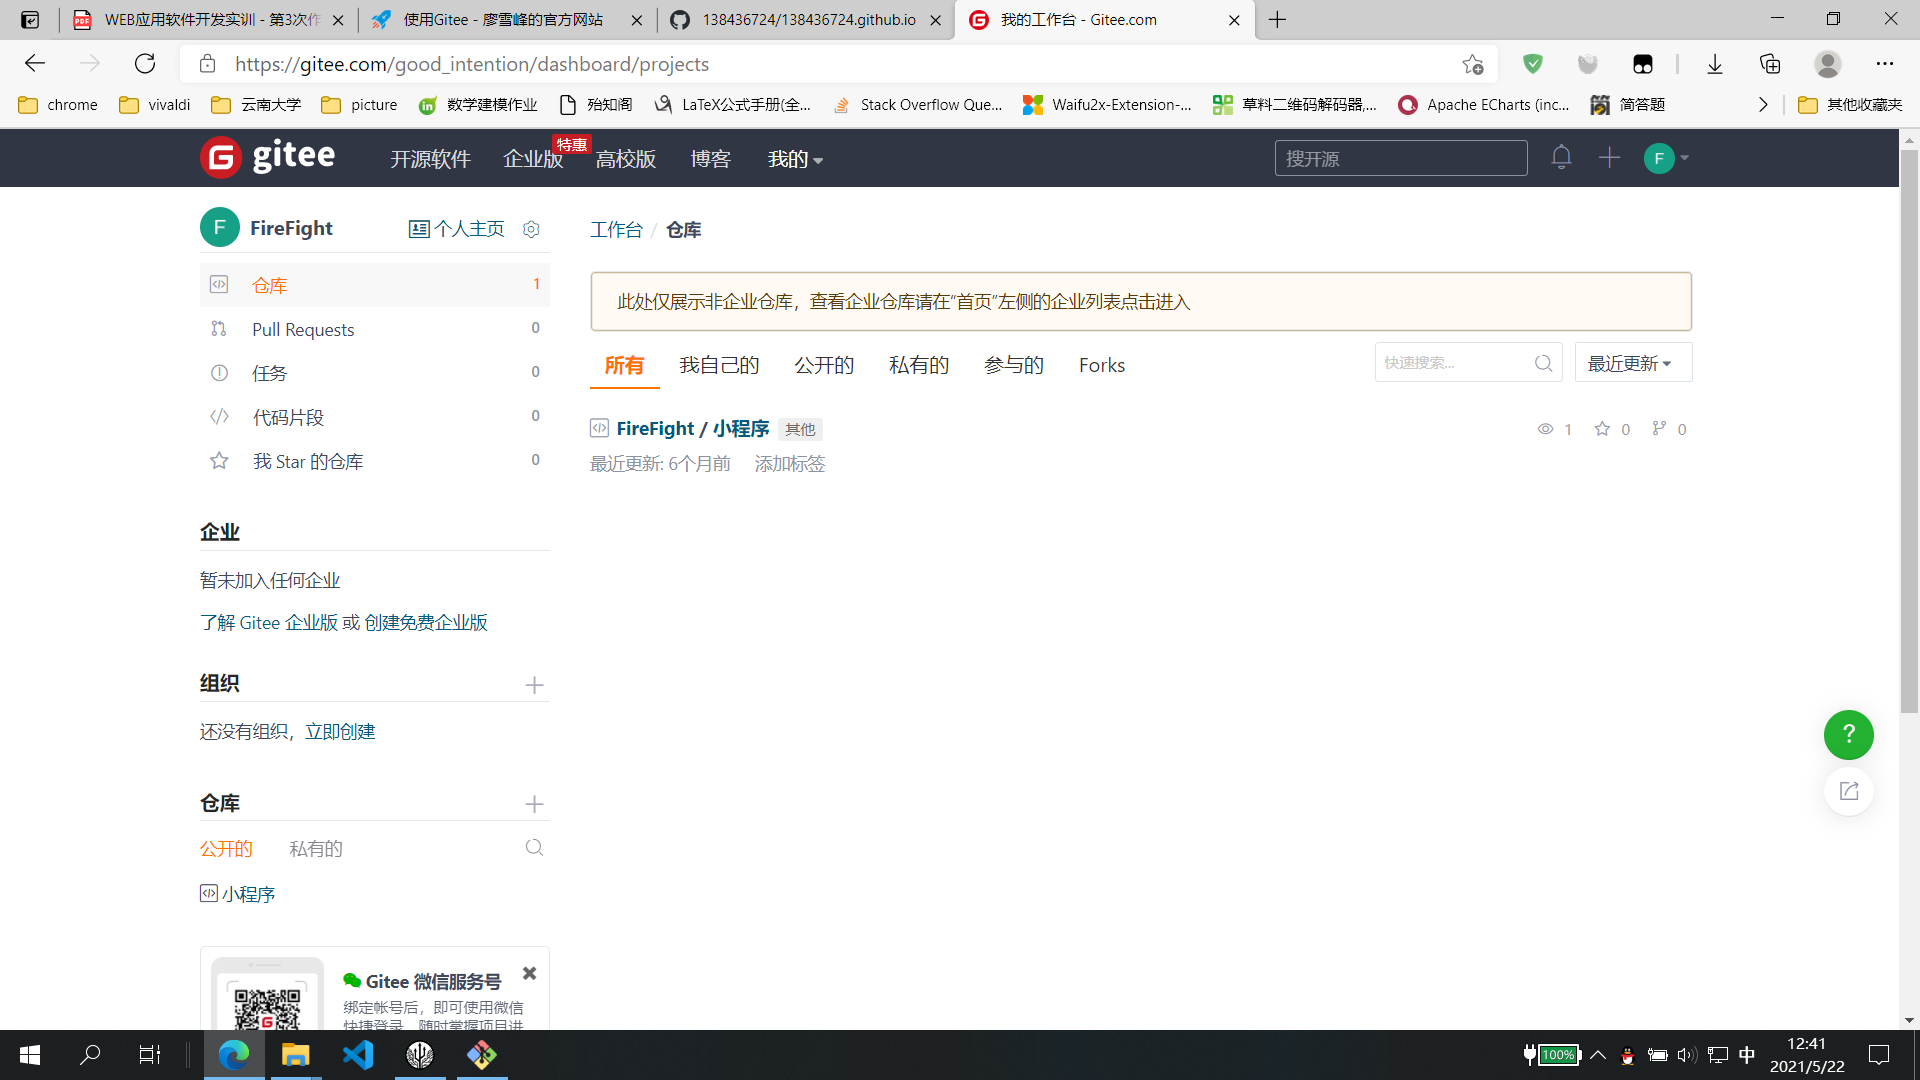 WEB应用软件开发实训 - 第3次作
使用Gitee - 廖雪峰的官方网站
138436724/138436724.github.io
我的工作台 - Gitee.com
https://gitee.com/good_intention/dashboard/projects
chrome
vivaldi
云南大学
picture
数学建模作业
殆知阁
LaTeX公式手册(全...
Stack Overflow Que...
Waifu2x-Extension-...
草料二维码解码器,...
Apache ECharts (inc...
简答题
其他收藏夹
gitee
开源软件
企业版
特惠
高校版
博客
我的
搜开源
F
F
FireFight
个人主页
工作台 / 仓库
仓库 1
Pull Requests 0
任务 0
代码片段 0
我 Star 的仓库 0
此处仅展示非企业仓库，查看企业仓库请在“首页”左侧的企业列表点击进入
所有
我自己的
公开的
私有的
参与的
Forks
快速搜索...
最近更新
FireFight / 小程序
其他
1
0
0
最近更新: 6个月前
添加标签
企业
暂未加入任何企业
了解 Gitee 企业版 或 创建免费企业版
组织
还没有组织，立即创建
仓库
公开的
私有的
小程序
Gitee 微信服务号
绑定帐号后，即可使用微信
快捷登录，随时掌握项目进
?
100%
中
12:41
2021/5/22